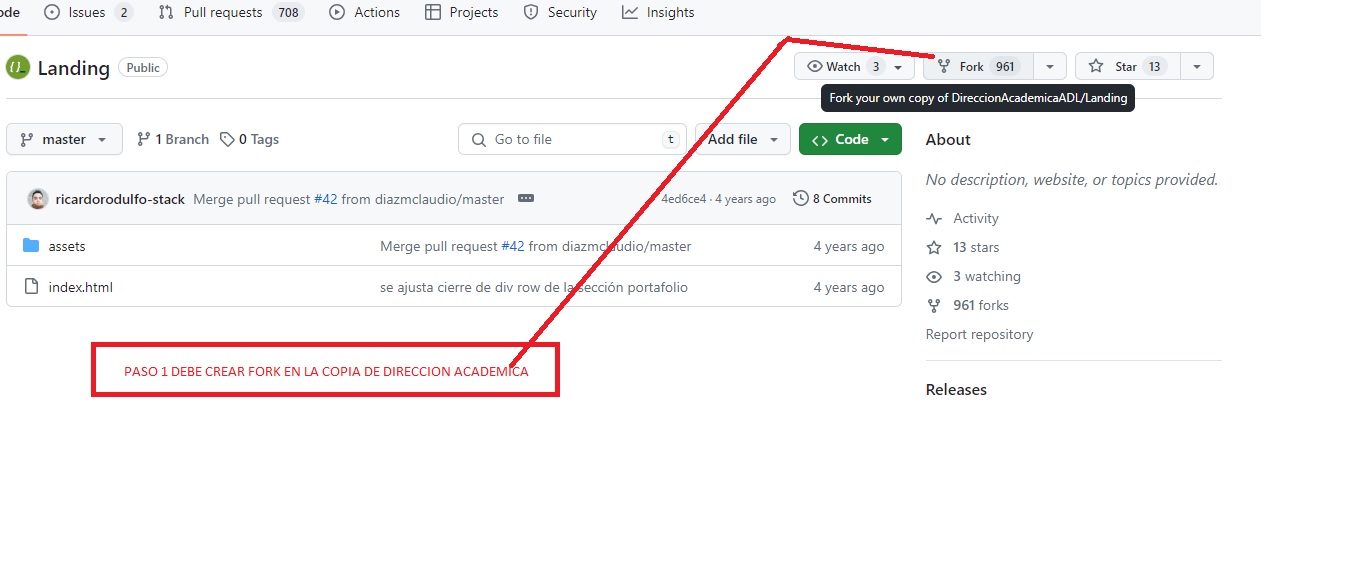 ode Issues 2 Pull requests 708 Actions Projects Security Insights
Landing Public Watch 3 Fork 961 Star 13
Fork your own copy of DireccionAcademicaADL/Landing
master 1 Branch 0 Tags Go to file t Add file Code
About
No description, website, or topics provided.
ricardorodulfo-stack Merge pull request #42 from diazmclaudio/master 4ed6ce4 · 4 years ago 8 Commits
assets Merge pull request #42 from diazmclaudio/master 4 years ago
index.html se ajusta cierre de div row de la sección portafolio 4 years ago
Activity
13 stars
3 watching
961 forks
Report repository
Releases
PASO 1 DEBE CREAR FORK EN LA COPIA DE DIRECCION ACADEMICA